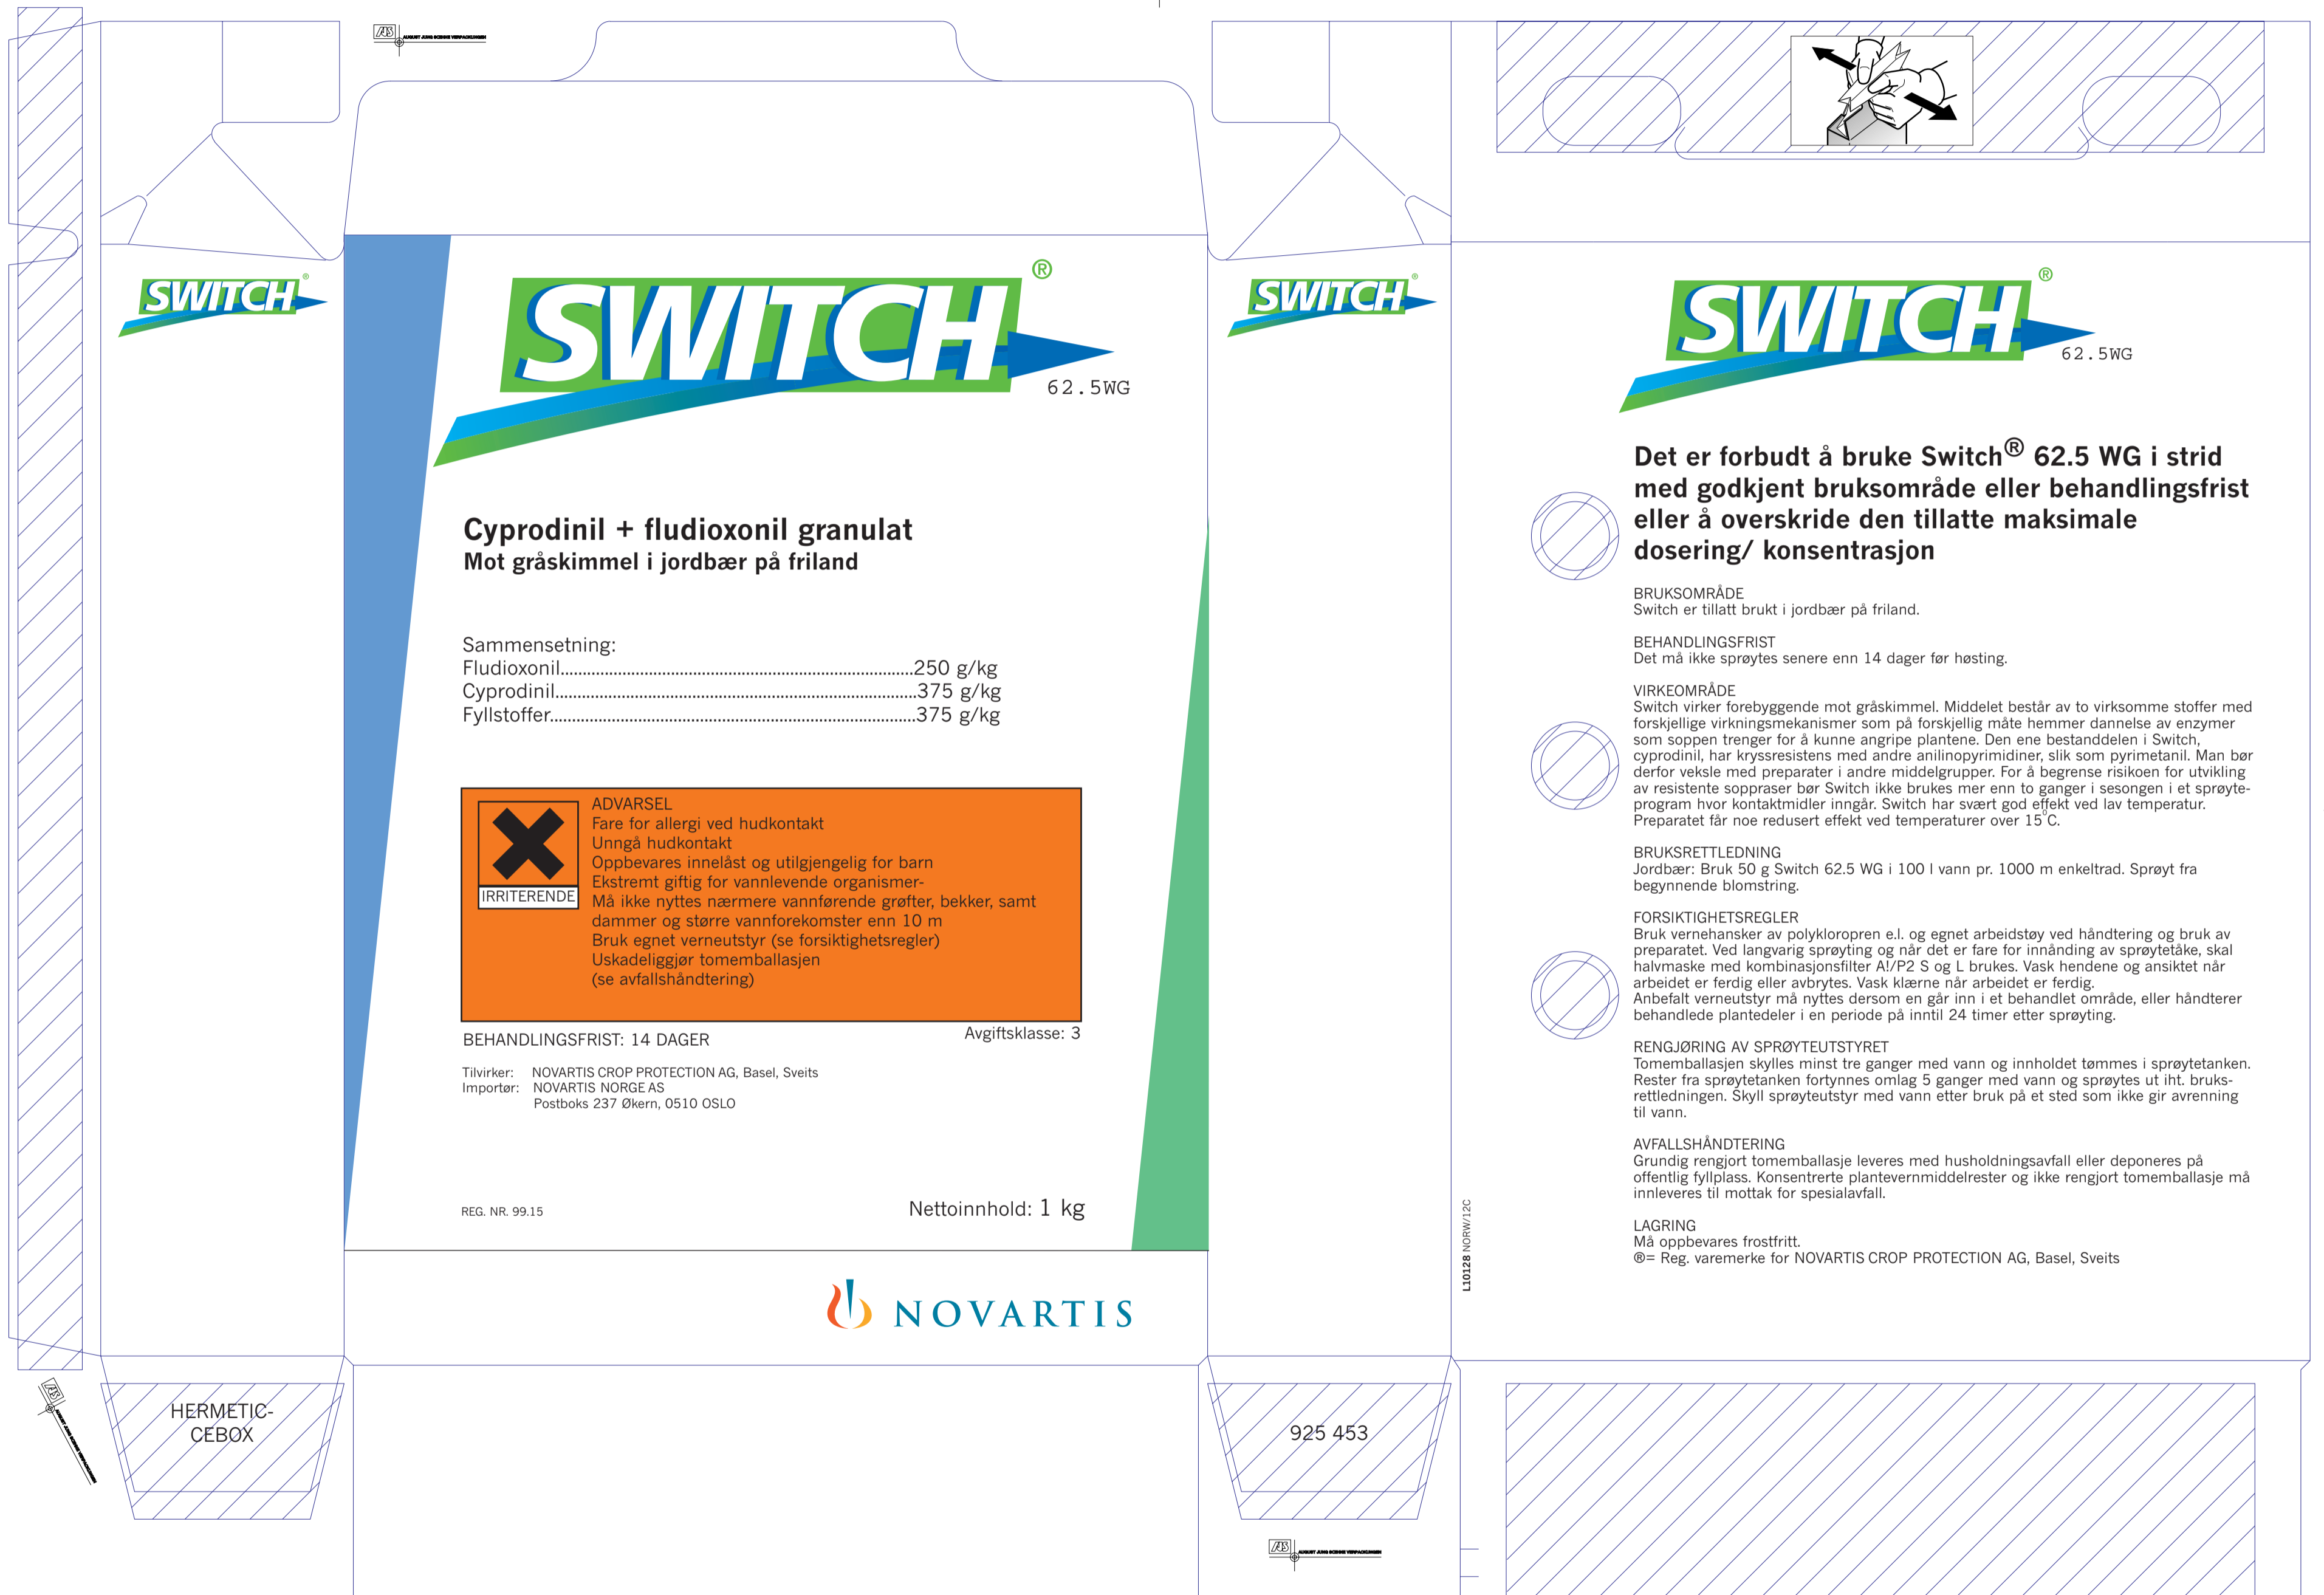 AS AUGUST JUNG SOENNE VERPACKUNGEN
SWITCH®
SWITCH®
62.5WG
Cyprodinil + fludioxonil granulat
Mot gråskimmel i jordbær på friland
Sammensetning:
Fludioxonil................................................................................250 g/kg
Cyprodinil..................................................................................375 g/kg
Fyllstoffer...................................................................................375 g/kg
IRRITERENDE
ADVARSEL
Fare for allergi ved hudkontakt
Unngå hudkontakt
Oppbevares innelåst og utilgjengelig for barn
Ekstremt giftig for vannlevende organismer-
Må ikke nyttes nærmere vannførende grøfter, bekker, samt
dammer og større vannforekomster enn 10 m
Bruk egnet verneutstyr (se forsiktighetsregler)
Uskadeliggjør tomemballasjen
(se avfallshåndtering)
BEHANDLINGSFRIST: 14 DAGER
Avgiftsklasse: 3
Tilvirker: NOVARTIS CROP PROTECTION AG, Basel, Sveits
Importør: NOVARTIS NORGE AS
Postboks 237 Økern, 0510 OSLO
REG. NR. 99.15
Nettoinnhold: 1 kg
NOVARTIS
HERMETIC-
CEBOX
AS AUGUST JUNG SOENNE VERPACKUNGEN
SWITCH®
925 453
AS AUGUST JUNG SOENNE VERPACKUNGEN
L10128 NORW/12C
SWITCH®
62.5WG
Det er forbudt å bruke Switch® 62.5 WG i strid
med godkjent bruksområde eller behandlingsfrist
eller å overskride den tillatte maksimale
dosering/ konsentrasjon
BRUKSOMRÅDE
Switch er tillatt brukt i jordbær på friland.
BEHANDLINGSFRIST
Det må ikke sprøytes senere enn 14 dager før høsting.
VIRKEOMRÅDE
Switch virker forebyggende mot gråskimmel. Middelet består av to virksomme stoffer med
forskjellige virkningsmekanismer som på forskjellig måte hemmer dannelse av enzymer
som soppen trenger for å kunne angripe plantene. Den ene bestanddelen i Switch,
cyprodinil, har kryssresistens med andre anilinopyrimidiner, slik som pyrimetanil. Man bør
derfor veksle med preparater i andre middelgrupper. For å begrense risikoen for utvikling
av resistente soppraser bør Switch ikke brukes mer enn to ganger i sesongen i et sprøyte-
program hvor kontaktmidler inngår. Switch har svært god effekt ved lav temperatur.
Preparatet får noe redusert effekt ved temperaturer over 15°C.
BRUKSRETTLEDNING
Jordbær: Bruk 50 g Switch 62.5 WG i 100 l vann pr. 1000 m enkeltrad. Sprøyt fra
begynnende blomstring.
FORSIKTIGHETSREGLER
Bruk vernehansker av polykloropren e.l. og egnet arbeidstøy ved håndtering og bruk av
preparatet. Ved langvarig sprøyting og når det er fare for innånding av sprøytetåke, skal
halvmaske med kombinasjonsfilter A!/P2 S og L brukes. Vask hendene og ansiktet når
arbeidet er ferdig eller avbrytes. Vask klærne når arbeidet er ferdig.
Anbefalt verneutstyr må nyttes dersom en går inn i et behandlet område, eller håndterer
behandlede plantedeler i en periode på inntil 24 timer etter sprøyting.
RENGJØRING AV SPRØYTEUTSTYRET
Tomemballasjen skylles minst tre ganger med vann og innholdet tømmes i sprøytetanken.
Rester fra sprøytetanken fortynnes omlag 5 ganger med vann og sprøytes ut iht. bruks-
rettledningen. Skyll sprøyteutstyr med vann etter bruk på et sted som ikke gir avrenning
til vann.
AVFALLSHÅNDTERING
Grundig rengjort tomemballasje leveres med husholdningsavfall eller deponeres på
offentlig fyllplass. Konsentrerte plantevernmiddelrester og ikke rengjort tomemballasje må
innleveres til mottak for spesialavfall.
LAGRING
Må oppbevares frostfritt.
®= Reg. varemerke for NOVARTIS CROP PROTECTION AG, Basel, Sveits